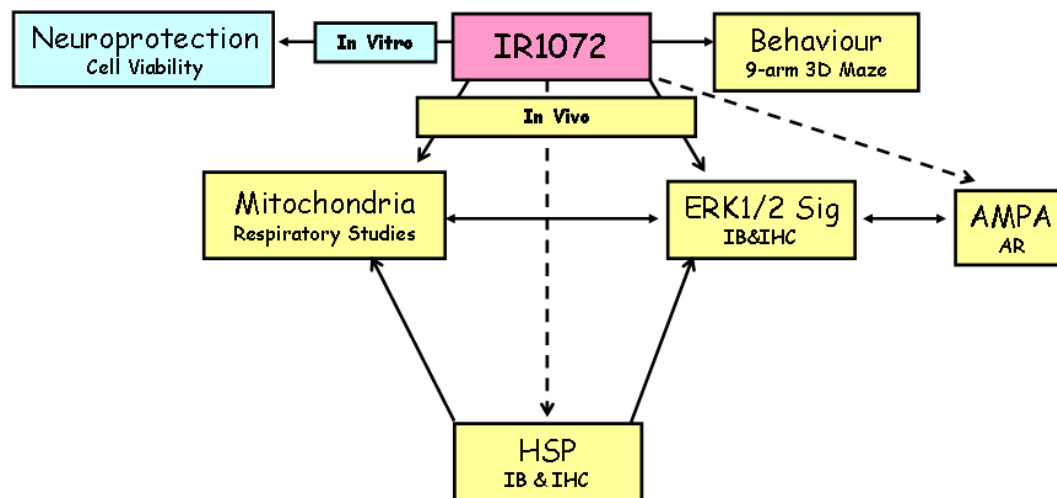 Neuroprotection
Cell Viability
In Vitro
IR1072
Behaviour
9-arm 3D Maze
In Vivo
Mitochondria
Respiratory Studies
ERK1/2 Sig
IB&IHC
AMPA
AR
HSP
IB & IHC